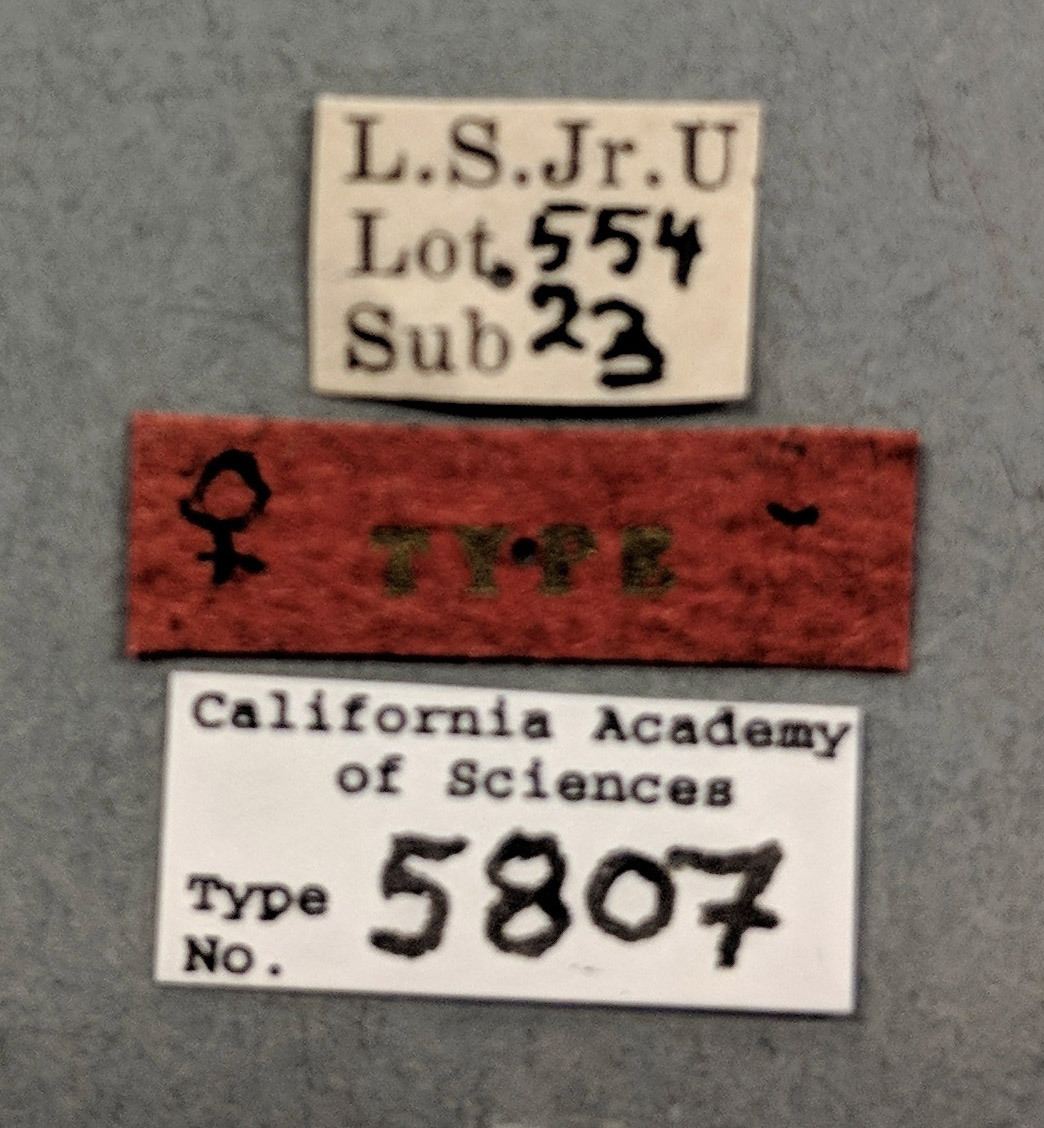 L.S.Jr.U
Lot. 554
Sub 23
♀ TYPE
California Academy
of Sciences
Type 5807
No.